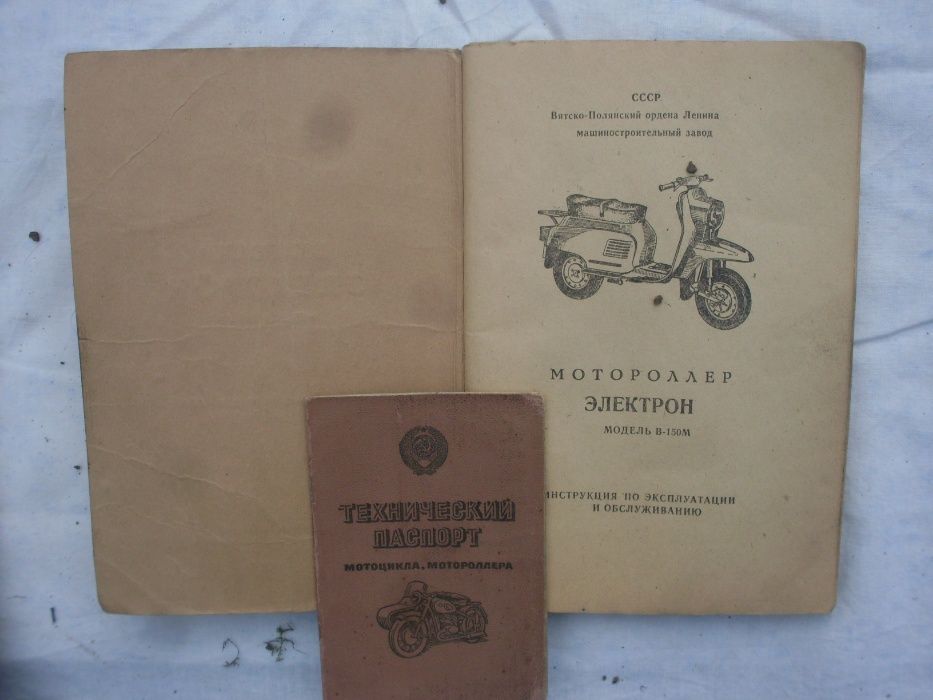 СССР
Вятско-Полянский ордена Ленина
машиностроительный завод
МОТОРОЛЛЕР
ЭЛЕКТРОН
МОДЕЛЬ В-150М
ИНСТРУКЦИЯ ПО ЭКСПЛУАТАЦИИ
И ОБСЛУЖИВАНИЮ
ТЕХНИЧЕСКИЙ
ПАСПОРТ
МОТОЦИКЛА, МОТОРОЛЛЕРА